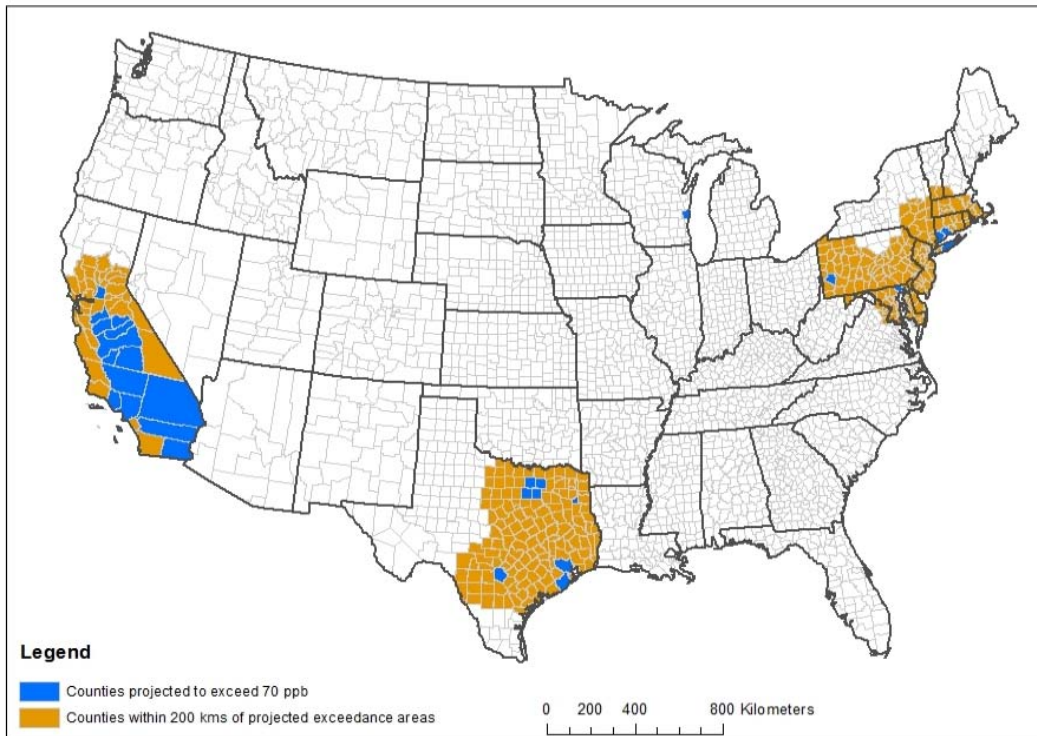 Legend
Counties projected to exceed 70 ppb
Counties within 200 kms of projected exceedance areas
0 200 400 800 Kilometers